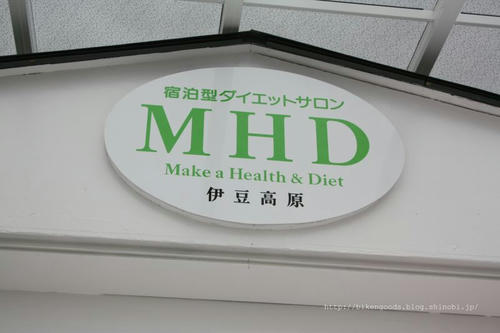 宿泊型ダイエットサロン
MHD
Make a Health & Diet
伊豆高原
http://bikengoods.blog.shinobi.jp/